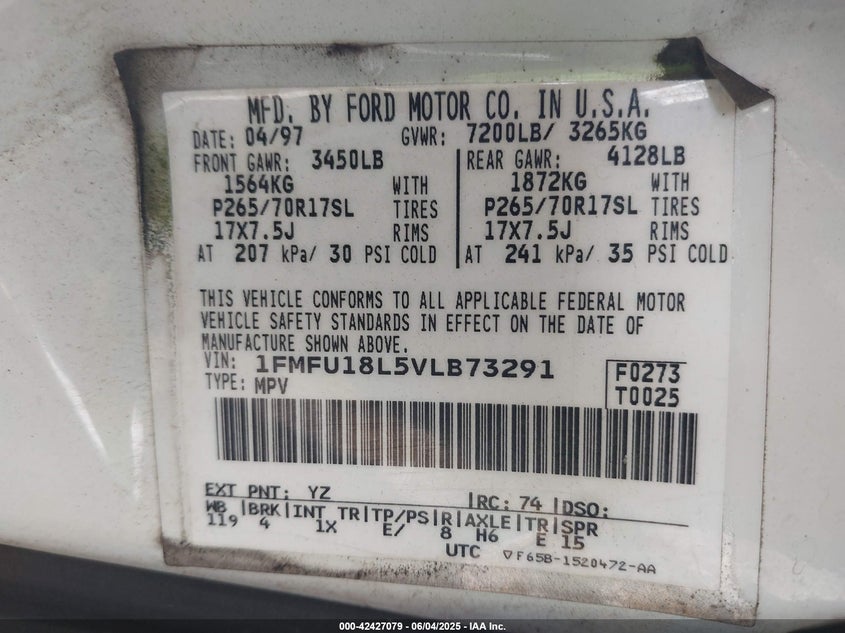 MFD. BY FORD MOTOR CO. IN U.S.A.
DATE: 04/97 GVWR: 7200LB/ 3265KG
FRONT GAWR: 3450LB REAR GAWR: 4128LB
1564KG WITH 1872KG WITH
P265/70R17SL TIRES P265/70R17SL TIRES
17X7.5J RIMS 17X7.5J RIMS
AT 207 kPa/ 30 PSI COLD AT 241 kPa/ 35 PSI COLD
THIS VEHICLE CONFORMS TO ALL APPLICABLE FEDERAL MOTOR
VEHICLE SAFETY STANDARDS IN EFFECT ON THE DATE OF
MANUFACTURE SHOWN ABOVE.
VIN: 1FMFU18L5VLB73291 F0273
TYPE: MPV T0025
EXT PNT: YZ |RC: 74 |DSO:
WB |BRK|INT TR|TP/PS|R|AXLE|TR|SPR
119 4 1X E/ 8 H6 E 15
UTC ▽F65B-1520472-AA
000-42427079 - 06/04/2025 - IAA Inc.